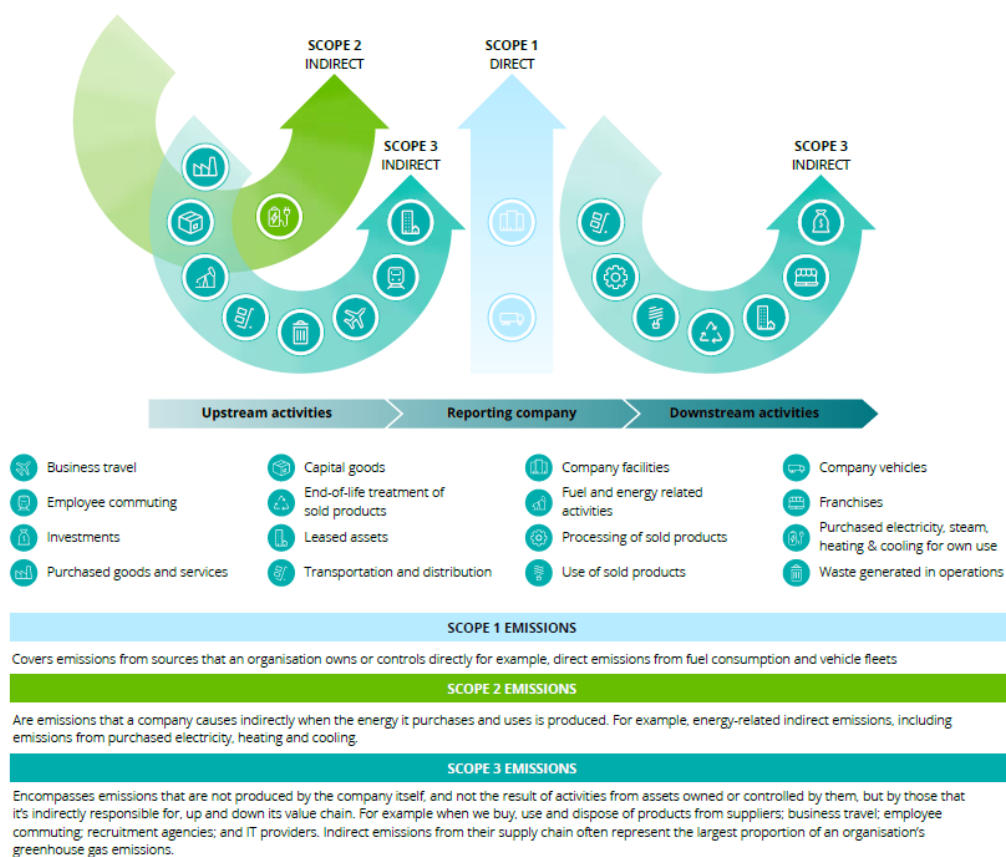 SCOPE 2
INDIRECT
SCOPE 1
DIRECT
SCOPE 3
INDIRECT
SCOPE 3
INDIRECT
Upstream activities
Reporting company
Downstream activities
Business travel
Capital goods
Company facilities
Company vehicles
Employee commuting
End-of-life treatment of
sold products
Fuel and energy related
activities
Franchises
Investments
Leased assets
Processing of sold products
Purchased electricity, steam,
heating & cooling for own use
Purchased goods and services
Transportation and distribution
Use of sold products
Waste generated in operations
SCOPE 1 EMISSIONS
Covers emissions from sources that an organisation owns or controls directly for example, direct emissions from fuel consumption and vehicle fleets
SCOPE 2 EMISSIONS
Are emissions that a company causes indirectly when the energy it purchases and uses is produced. For example, energy-related indirect emissions, including
emissions from purchased electricity, heating and cooling.
SCOPE 3 EMISSIONS
Encompasses emissions that are not produced by the company itself, and not the result of activities from assets owned or controlled by them, but by those that
it's indirectly responsible for, up and down its value chain. For example when we buy, use and dispose of products from suppliers; business travel; employee
commuting; recruitment agencies; and IT providers. Indirect emissions from their supply chain often represent the largest proportion of an organisation's
greenhouse gas emissions.